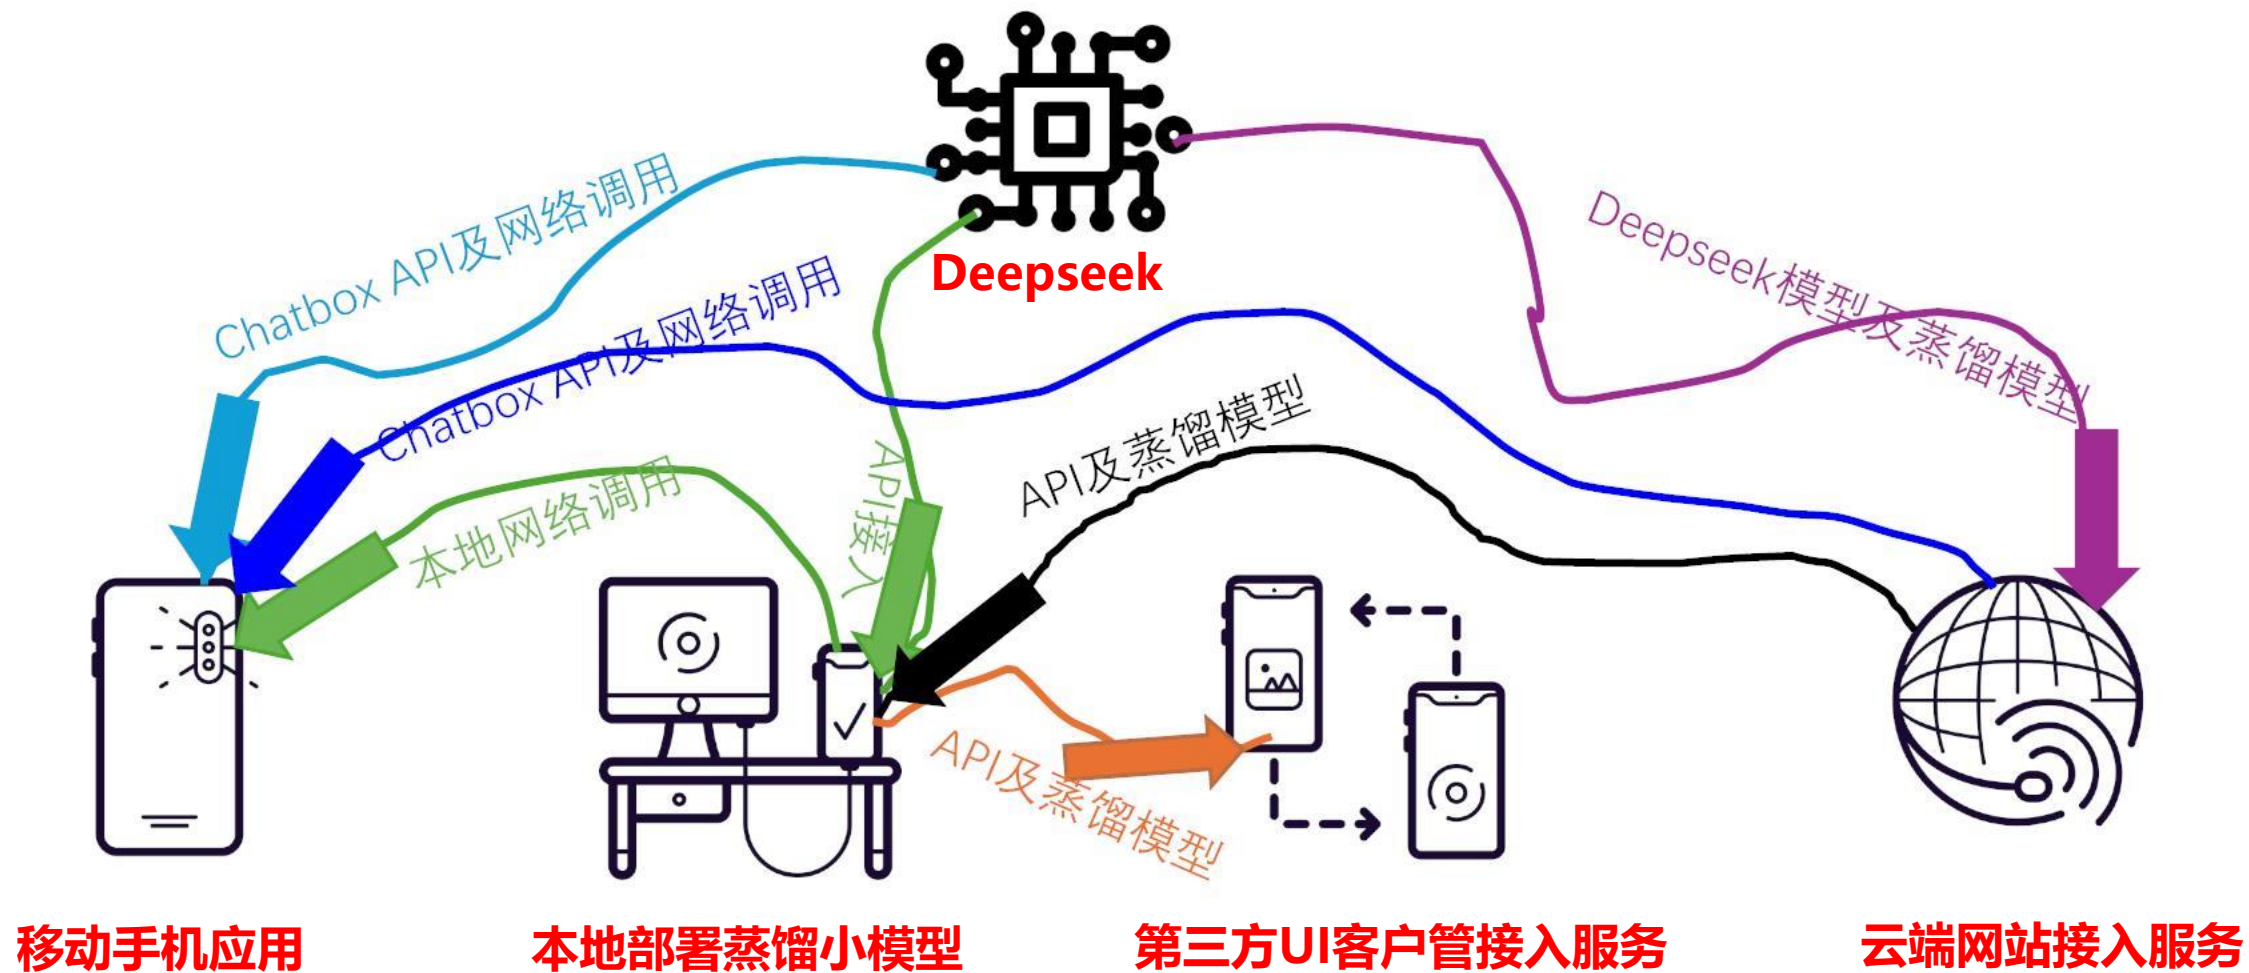 Deepseek
Chatbox API及网络调用
Deepseek模型及蒸馏模型
Chatbox API及网络调用
API及蒸馏模型
API接入
本地网络调用
API及蒸馏模型
移动手机应用
本地部署蒸馏小模型
第三方UI客户管接入服务
云端网站接入服务